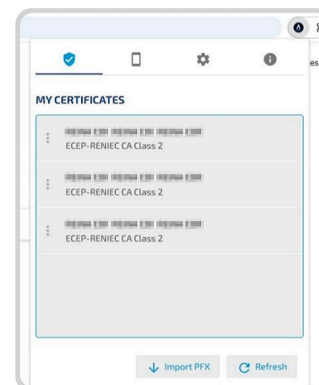 es
MY CERTIFICATES
ECEP-RENIEC CA Class 2
ECEP-RENIEC CA Class 2
ECEP-RENIEC CA Class 2
Import PFX
Refresh